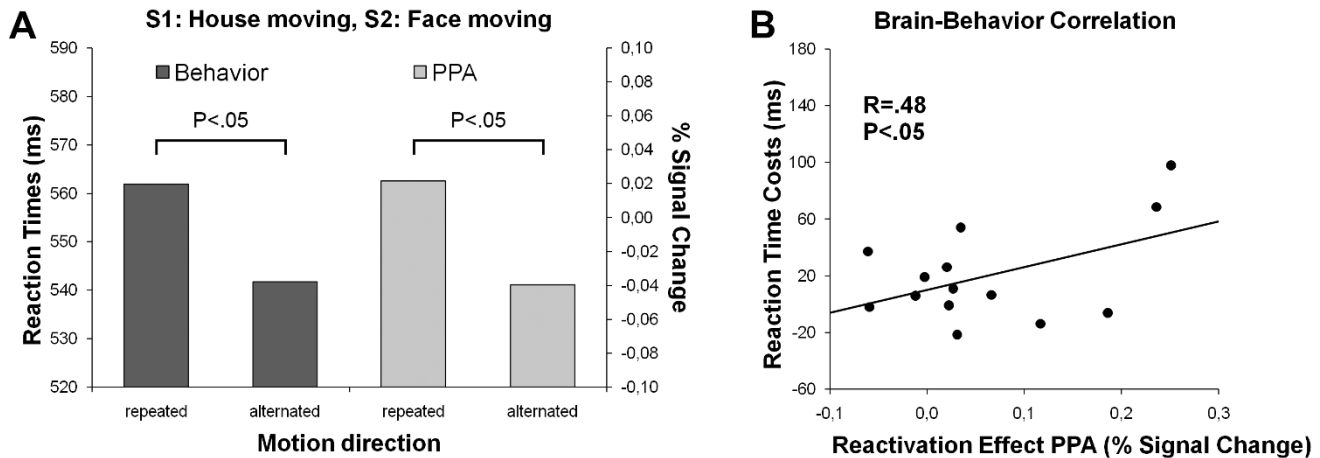 A
S1: House moving, S2: Face moving
Behavior
PPA
P<.05
P<.05
590
580
570
560
550
540
530
520
Reaction Times (ms)
0,10
0,08
0,06
0,04
0,02
0,00
-0,02
-0,04
-0,06
-0,08
-0,10
% Signal Change
repeated
alternated
repeated
alternated
Motion direction
B
Brain-Behavior Correlation
R=.48
P<.05
180
140
100
60
20
-20
-60
Reaction Time Costs (ms)
-0,1
0,0
0,1
0,2
0,3
Reactivation Effect PPA (% Signal Change)